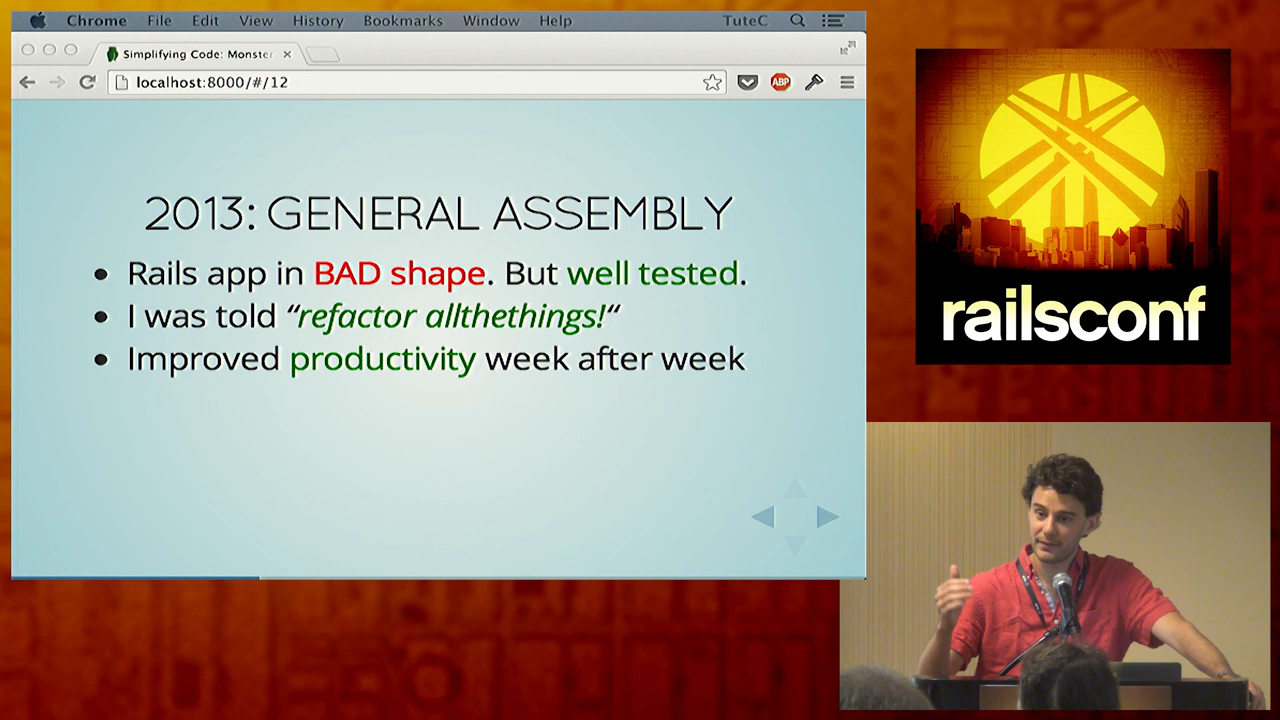 Chrome File Edit View History Bookmarks Window Help TuteC
Simplifying Code: Monster
localhost:8000/#/12
ABP
2013: GENERAL ASSEMBLY
• Rails app in BAD shape. But well tested.
• I was told “refactor allthethings!“
• Improved productivity week after week
railsconf